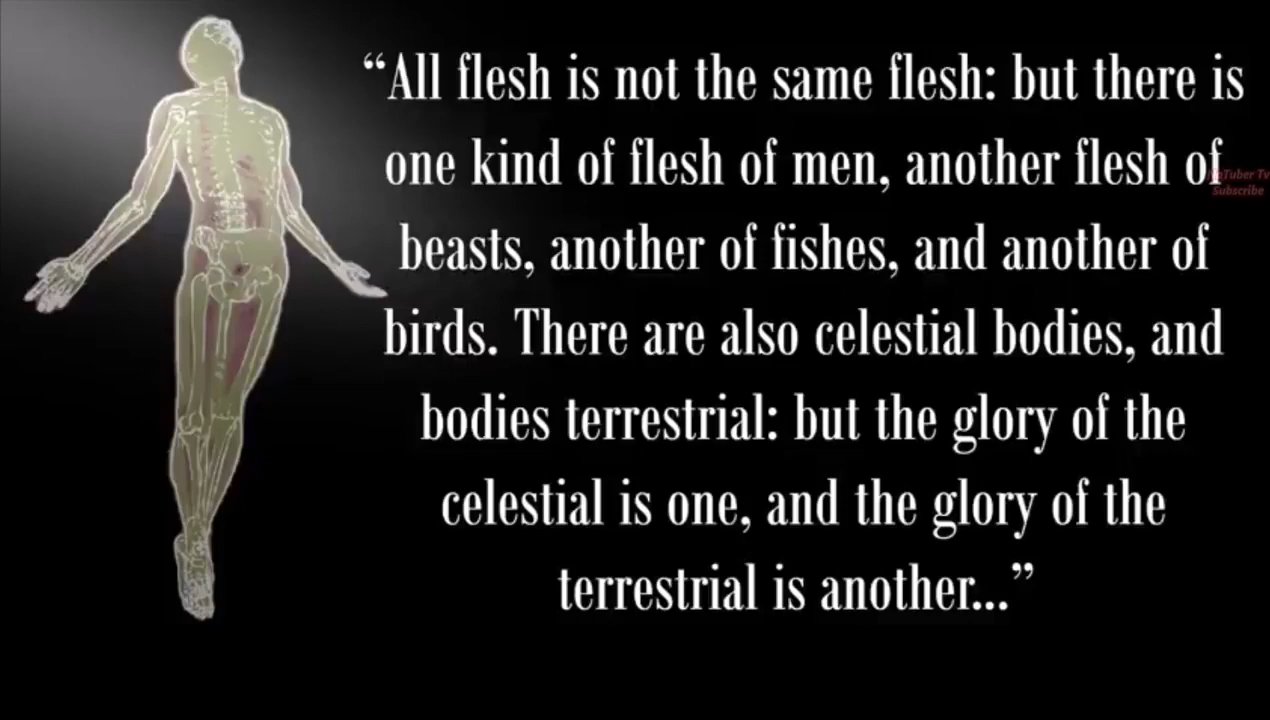 “All flesh is not the same flesh: but there is
one kind of flesh of men, another flesh of
beasts, another of fishes, and another of
birds. There are also celestial bodies, and
bodies terrestrial: but the glory of the
celestial is one, and the glory of the
terrestrial is another...”
Tv
Subscribe